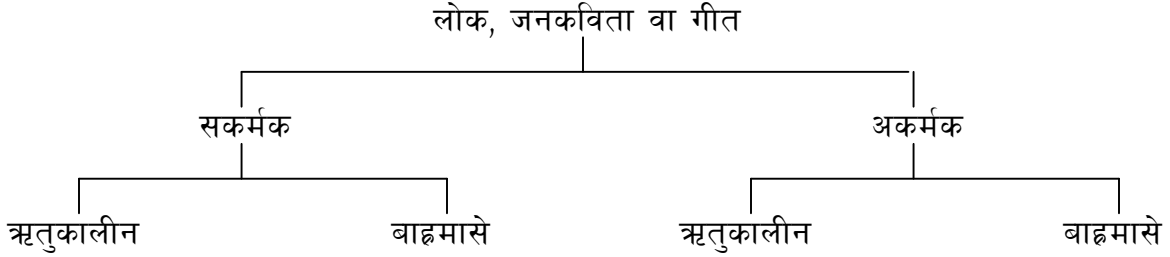 लोक, जनकविता वा गीत
सकर्मक अकर्मक
ऋतुकालीन बाह्रमासे ऋतुकालीन बाह्रमासे